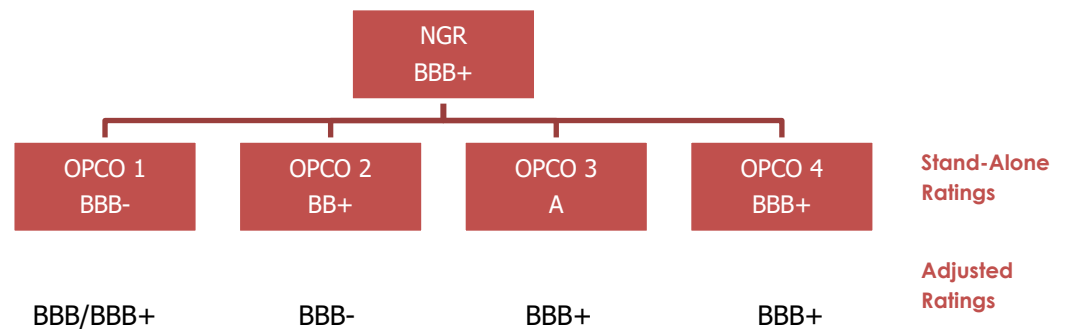 NGR
BBB+
OPCO 1
BBB-
OPCO 2
BB+
OPCO 3
A
OPCO 4
BBB+
Stand-Alone
Ratings
BBB/BBB+
BBB-
BBB+
BBB+
Adjusted
Ratings